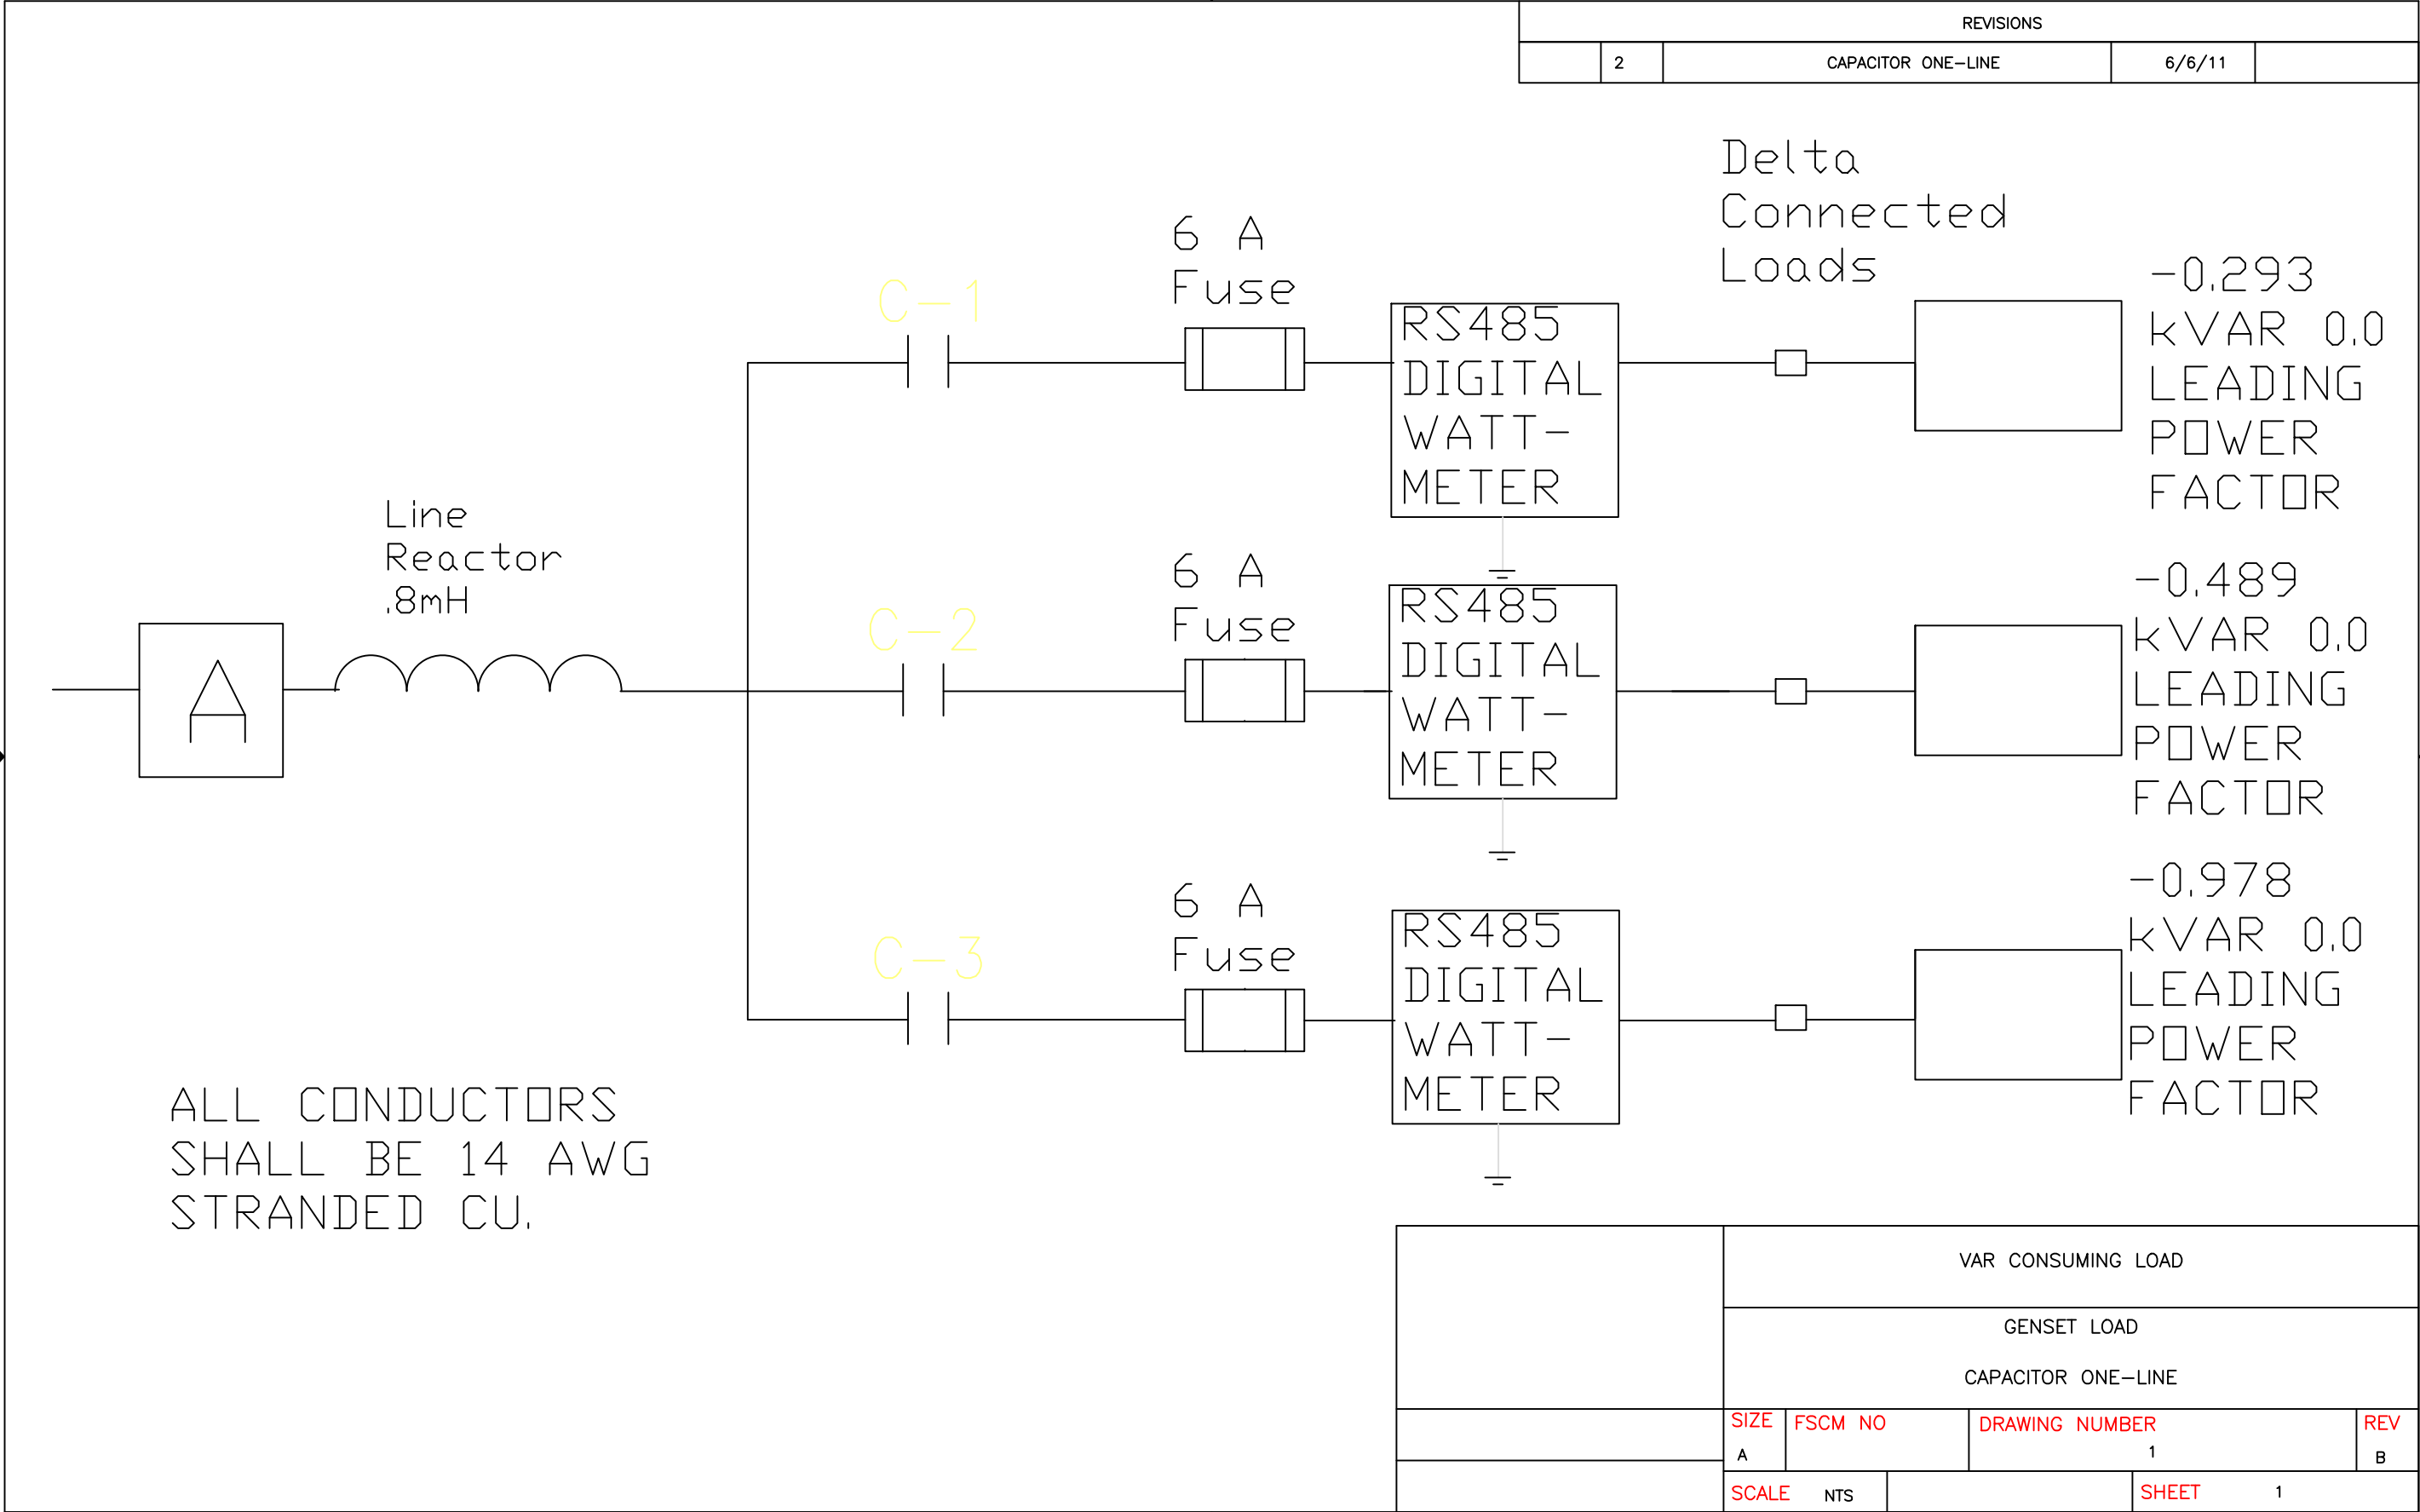 REVISIONS
2 CAPACITOR ONE-LINE 6/6/11
Delta
Connected
Loads
6 A
Fuse
C-1
RS485
DIGITAL
WATT-
METER
-0.293
kVAR 0.0
LEADING
POWER
FACTOR
Line
Reactor
.8mH
A
6 A
Fuse
C-2
RS485
DIGITAL
WATT-
METER
-0.489
kVAR 0.0
LEADING
POWER
FACTOR
6 A
Fuse
C-3
RS485
DIGITAL
WATT-
METER
-0.978
kVAR 0.0
LEADING
POWER
FACTOR
ALL CONDUCTORS
SHALL BE 14 AWG
STRANDED CU.
VAR CONSUMING LOAD
GENSET LOAD
CAPACITOR ONE-LINE
SIZE FSCM NO DRAWING NUMBER REV
A 1 B
SCALE NTS SHEET 1